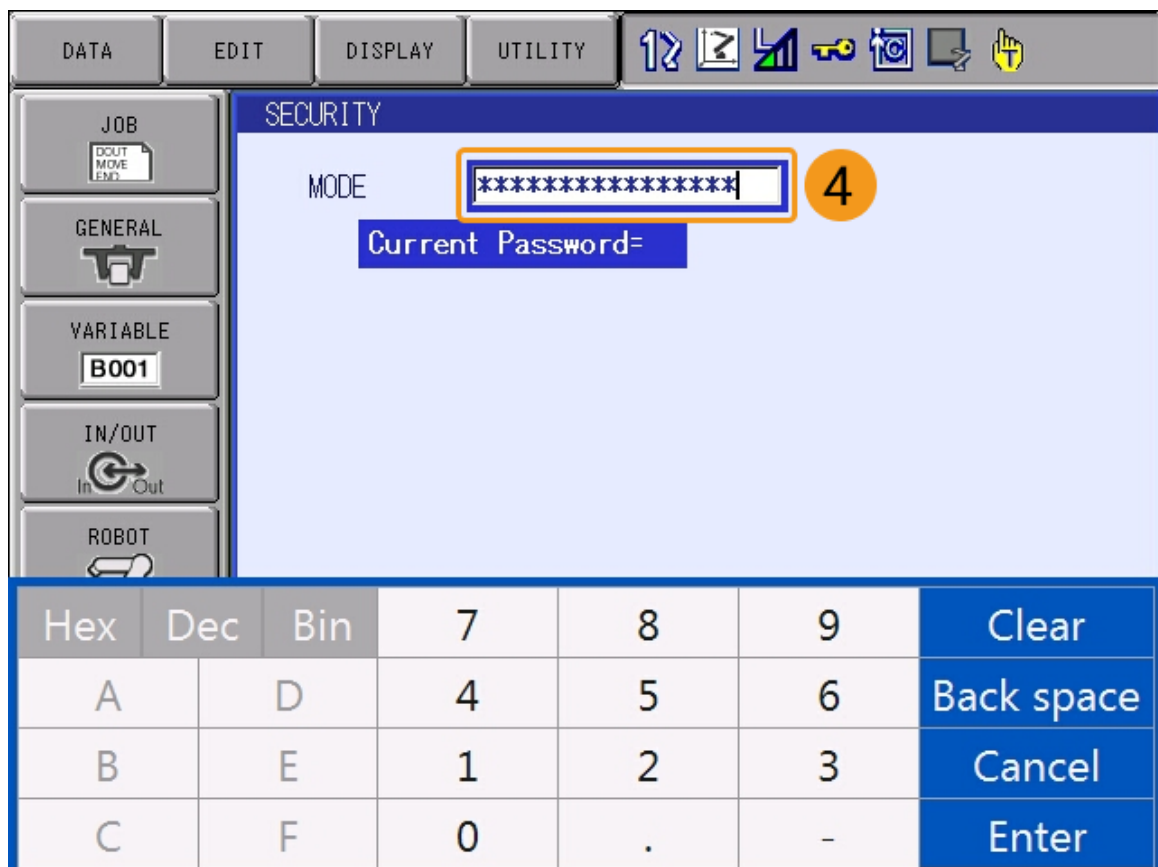 DATA EDIT DISPLAY UTILITY
JOB
DOUT
MOVE
END
GENERAL
VARIABLE
B001
IN/OUT
In Out
ROBOT
SECURITY
MODE **************** 4
Current Password=
Hex Dec Bin 7 8 9 Clear
A D 4 5 6 Back space
B E 1 2 3 Cancel
C F 0 . - Enter